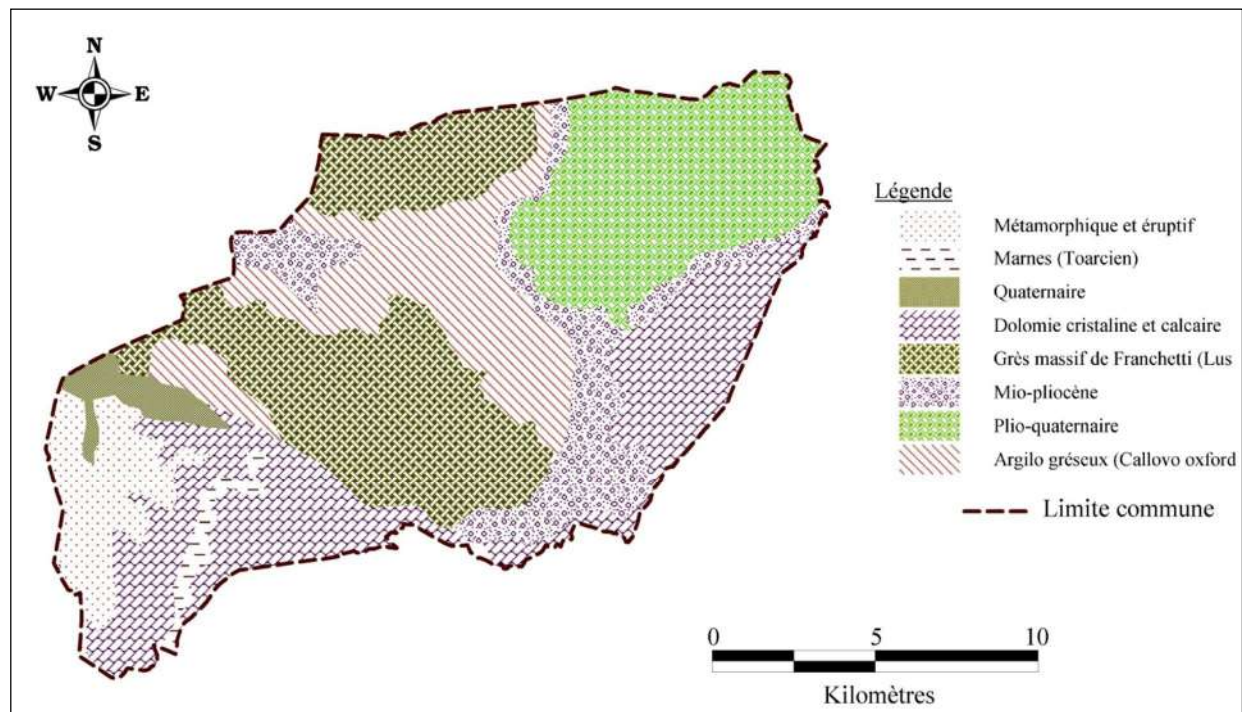 N
W E
S
Légende
Métamorphique et éruptif
Marnes (Toarcien)
Quaternaire
Dolomie cristaline et calcaire
Grès massif de Franchetti (Lus
Mio-pliocène
Plio-quaternaire
Argilo gréseux (Callovo oxford
Limite commune
0 5 10
Kilomètres